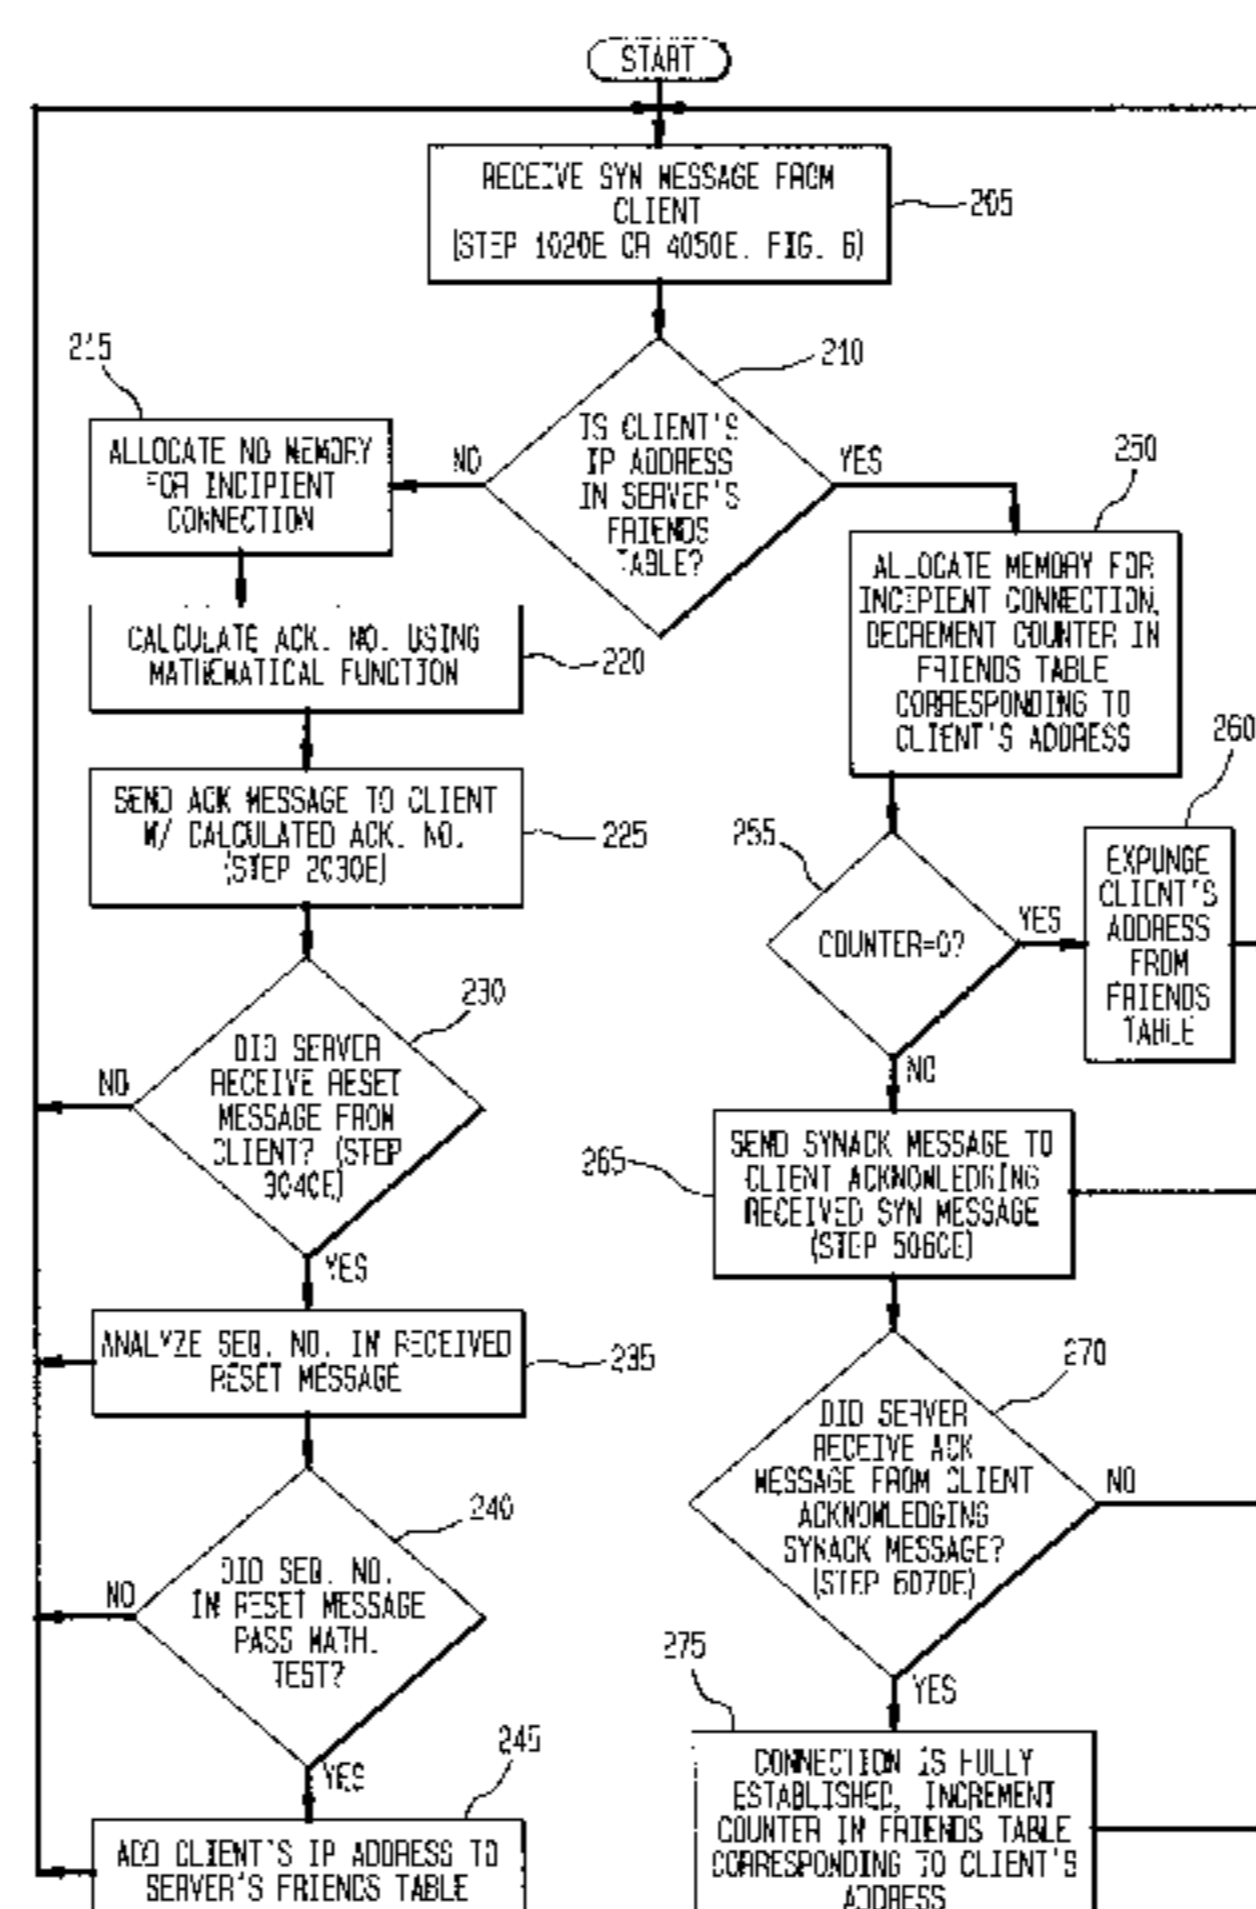 START
RECEIVE SYN MESSAGE FROM
CLIENT
(STEP 1020E OR 4050E, FIG. 6)
205
210
IS CLIENT'S
IP ADDRESS
IN SERVER'S
FRIENDS
TABLE?
NO
YES
215
ALLOCATE NO MEMORY
FOR INCIPIENT
CONNECTION
CALCULATE ACK. NO. USING
MATHEMATICAL FUNCTION
220
SEND ACK MESSAGE TO CLIENT
W/ CALCULATED ACK. NO.
(STEP 2030E)
225
230
DID SERVER
RECEIVE RESET
MESSAGE FROM
CLIENT? (STEP
3040E)
NO
YES
ANALYZE SEQ. NO. IN RECEIVED
RESET MESSAGE
235
240
DID SEQ. NO.
IN RESET MESSAGE
PASS MATH.
TEST?
NO
YES
245
ADD CLIENT'S IP ADDRESS TO
SERVER'S FRIENDS TABLE
250
ALLOCATE MEMORY FOR
INCIPIENT CONNECTION,
DECREMENT COUNTER IN
FRIENDS TABLE
CORRESPONDING TO
CLIENT'S ADDRESS
255
COUNTER=0?
YES
NO
260
EXPUNGE
CLIENT'S
ADDRESS
FROM
FRIENDS
TABLE
265
SEND SYNACK MESSAGE TO
CLIENT ACKNOWLEDGING
RECEIVED SYN MESSAGE
(STEP 5060E)
270
DID SERVER
RECEIVE ACK
MESSAGE FROM CLIENT
ACKNOWLEDGING
SYNACK MESSAGE?
(STEP 6070E)
NO
YES
275
CONNECTION IS FULLY
ESTABLISHED, INCREMENT
COUNTER IN FRIENDS TABLE
CORRESPONDING TO CLIENT'S
ADDRESS